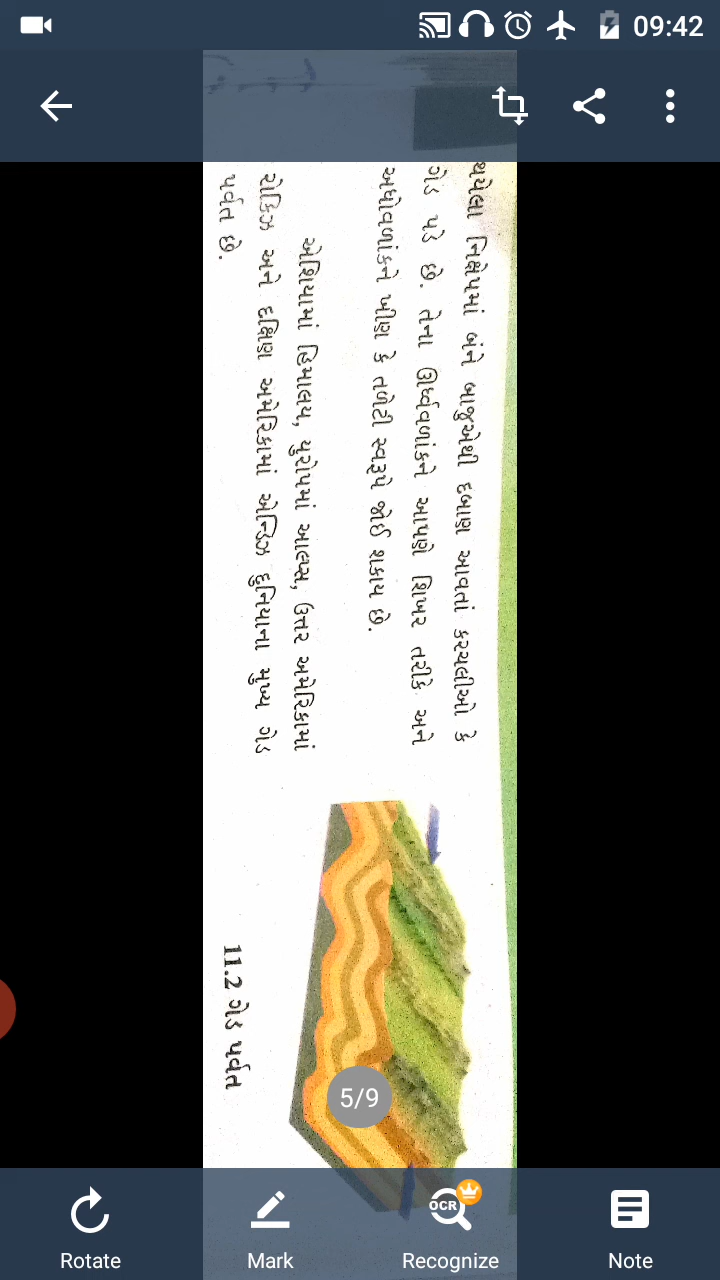 09:42
થયેલા નિક્ષેપમાં બંને બાજુએથી દબાણ આવતાં કરચલીઓ કે
ગેડ પડે છે. તેના ઊર્ધ્વવળાંકને આપણે શિખર તરીકે અને
અધોવળાંકને ખીણ કે તળેટી સ્વરૂપે જોઈ શકાય છે.
એશિયામાં હિમાલય, યુરોપમાં આલ્પ્સ, ઉત્તર અમેરિકામાં
રોકિઝ અને દક્ષિણ અમેરિકામાં એન્ડિઝ દુનિયાના મુખ્ય ગેડ
પર્વત છે.
11.2 ગેડ પર્વત
5/9
OCR
Rotate
Mark
Recognize
Note